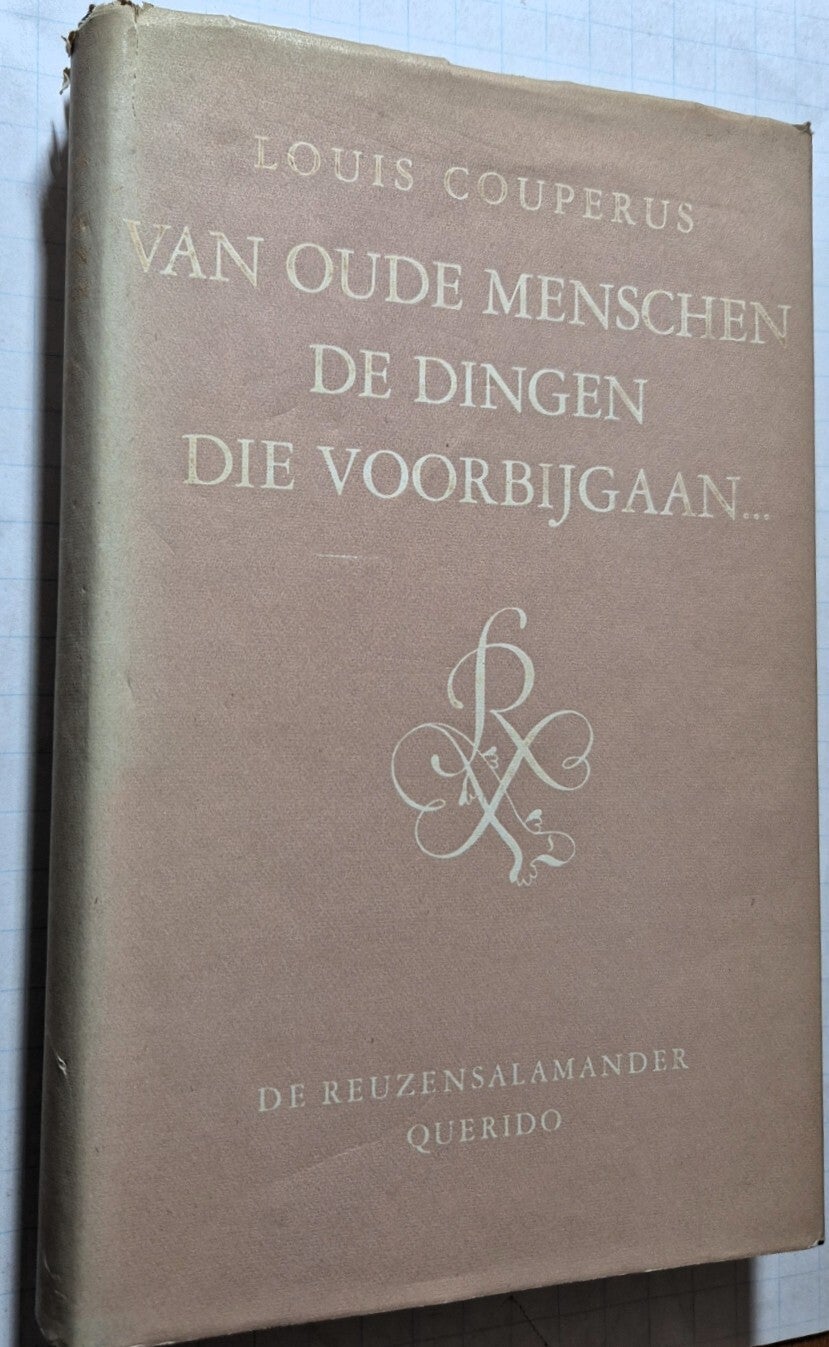 LOUIS COUPERUS
VAN OUDE MENSCHEN
DE DINGEN
DIE VOORBIJGAAN...
DE REUZENSALAMANDER
QUERIDO